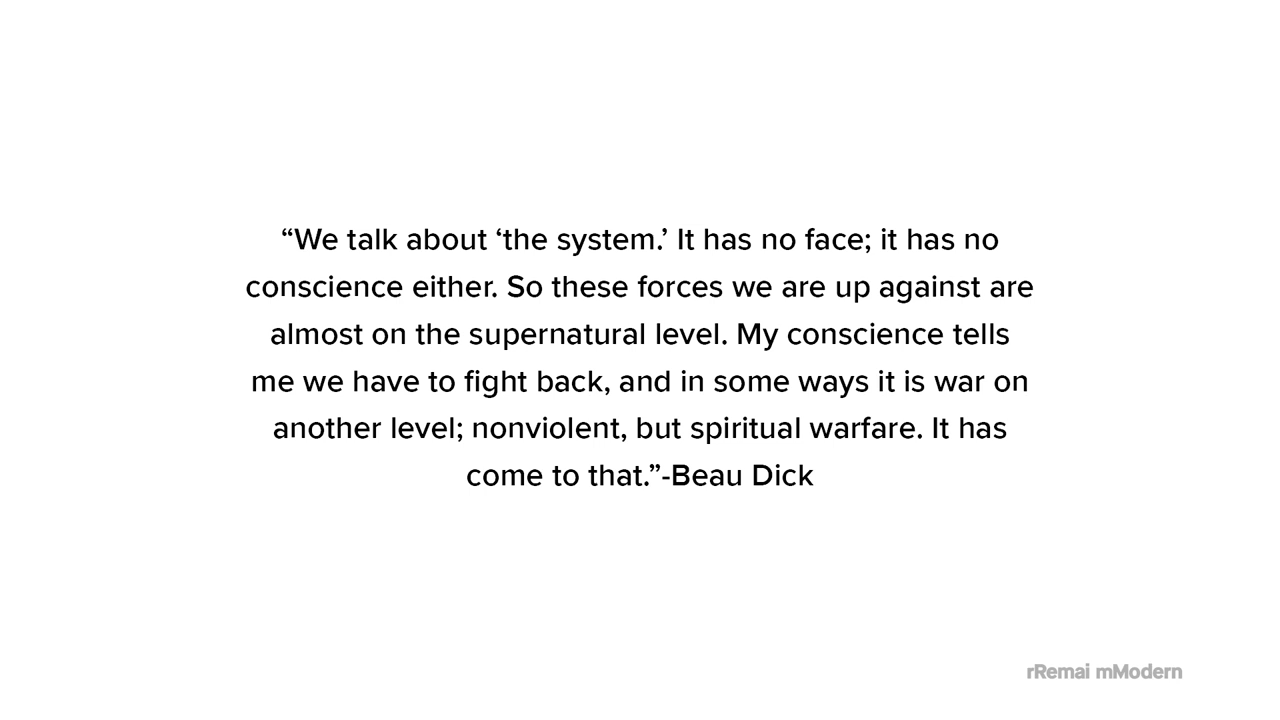 “We talk about ‘the system.’ It has no face; it has no
conscience either. So these forces we are up against are
almost on the supernatural level. My conscience tells
me we have to fight back, and in some ways it is war on
another level; nonviolent, but spiritual warfare. It has
come to that.”-Beau Dick
rRemai mModern